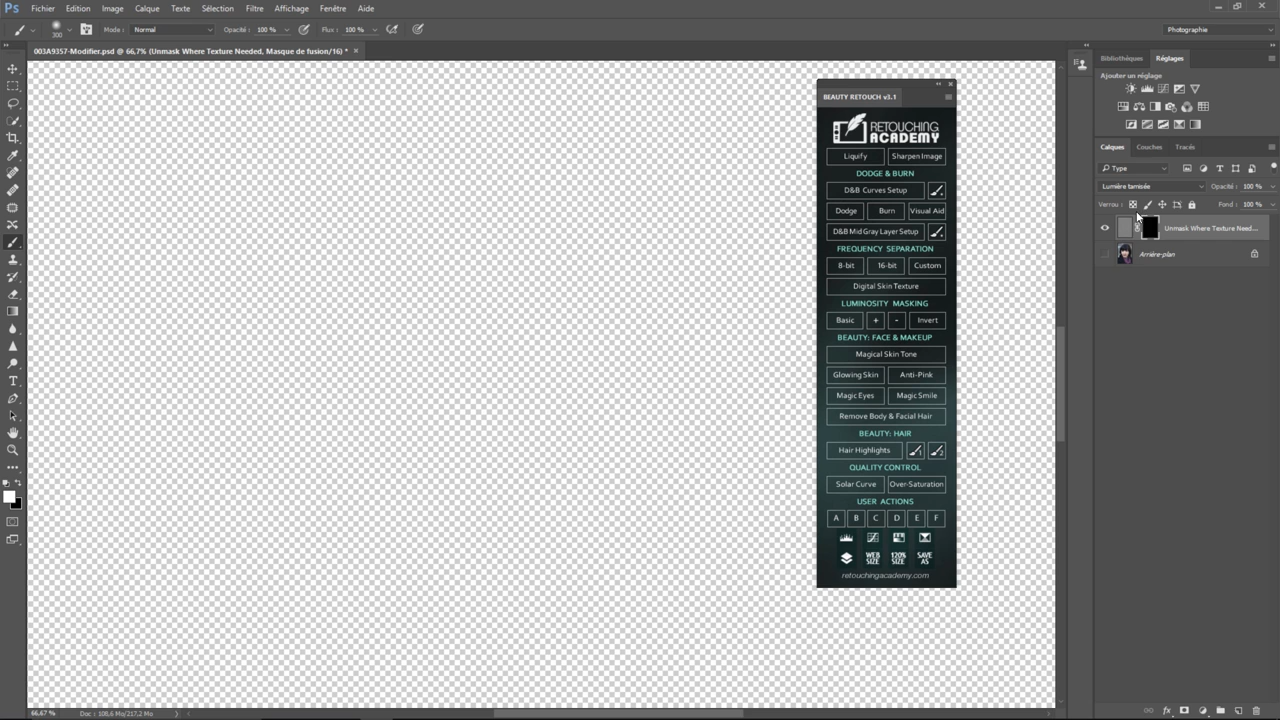 Ps Fichier Edition Image Calque Texte Sélection Filtre Affichage Fenêtre Aide
300 Mode : Normal Opacité : 100 % Flux : 100 % Photographie
003A9357-Modifier.psd @ 66,7% (Unmask Where Texture Needed, Masque de fusion/16) * ×
Bibliothèques Réglages
Ajouter un réglage
Calques Couches Tracés
Type
Lumière tamisée Opacité : 100 %
Verrou : Fond : 100 %
Unmask Where Texture Need...
Arrière-plan
BEAUTY RETOUCH v3.1
RETOUCHING
ACADEMY
Liquify Sharpen Image
DODGE & BURN
D&B Curves Setup
Dodge Burn Visual Aid
D&B Mid Gray Layer Setup
FREQUENCY SEPARATION
8-bit 16-bit Custom
Digital Skin Texture
LUMINOSITY MASKING
Basic + - Invert
BEAUTY: FACE & MAKEUP
Magical Skin Tone
Glowing Skin Anti-Pink
Magic Eyes Magic Smile
Remove Body & Facial Hair
BEAUTY: HAIR
Hair Highlights 1 2
QUALITY CONTROL
Solar Curve Over-Saturation
USER ACTIONS
A B C D E F
WEB SIZE 120% SIZE SAVE AS
retouchingacademy.com
66,67 % Doc : 108,6 Mo/217,2 Mo